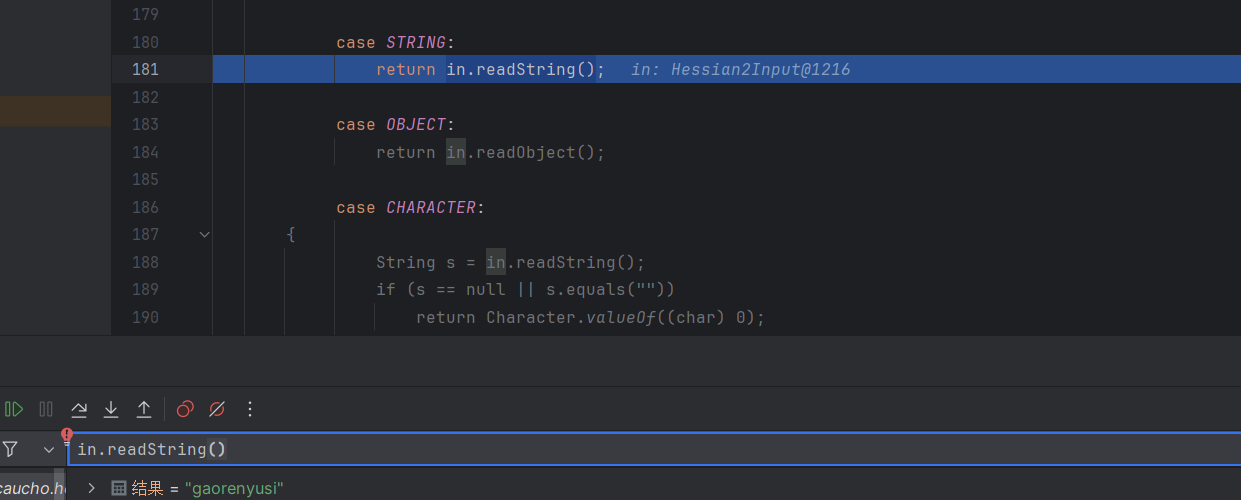 179
180 case STRING:
181 return in.readString(); in: Hessian2Input@1216
182
183 case OBJECT:
184 return in.readObject();
185
186 case CHARACTER:
187 {
188 String s = in.readString();
189 if (s == null || s.equals(""))
190 return Character.valueOf((char) 0);
in.readString()
caucho.he
结果 = "gaorenyusi"